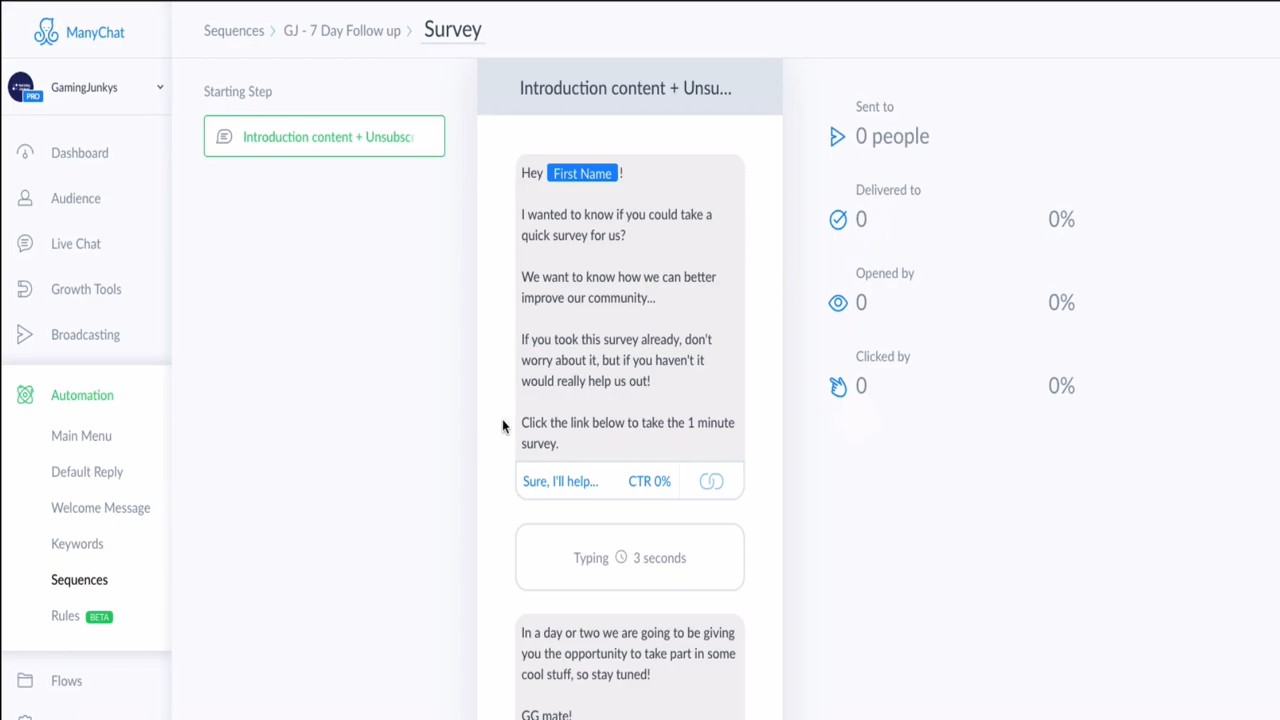 ManyChat
Sequences > GJ - 7 Day Follow up > Survey
GamingJunkys
PRO
Dashboard
Audience
Live Chat
Growth Tools
Broadcasting
Automation
Main Menu
Default Reply
Welcome Message
Keywords
Sequences
Rules BETA
Flows
Starting Step
Introduction content + Unsubsc
Introduction content + Unsu...
Hey First Name !
I wanted to know if you could take a
quick survey for us?
We want to know how we can better
improve our community...
If you took this survey already, don't
worry about it, but if you haven't it
would really help us out!
Click the link below to take the 1 minute
survey.
Sure, I'll help... CTR 0%
Typing 3 seconds
In a day or two we are going to be giving
you the opportunity to take part in some
cool stuff, so stay tuned!
GG mate!
Sent to
0 people
Delivered to
0 0%
Opened by
0 0%
Clicked by
0 0%